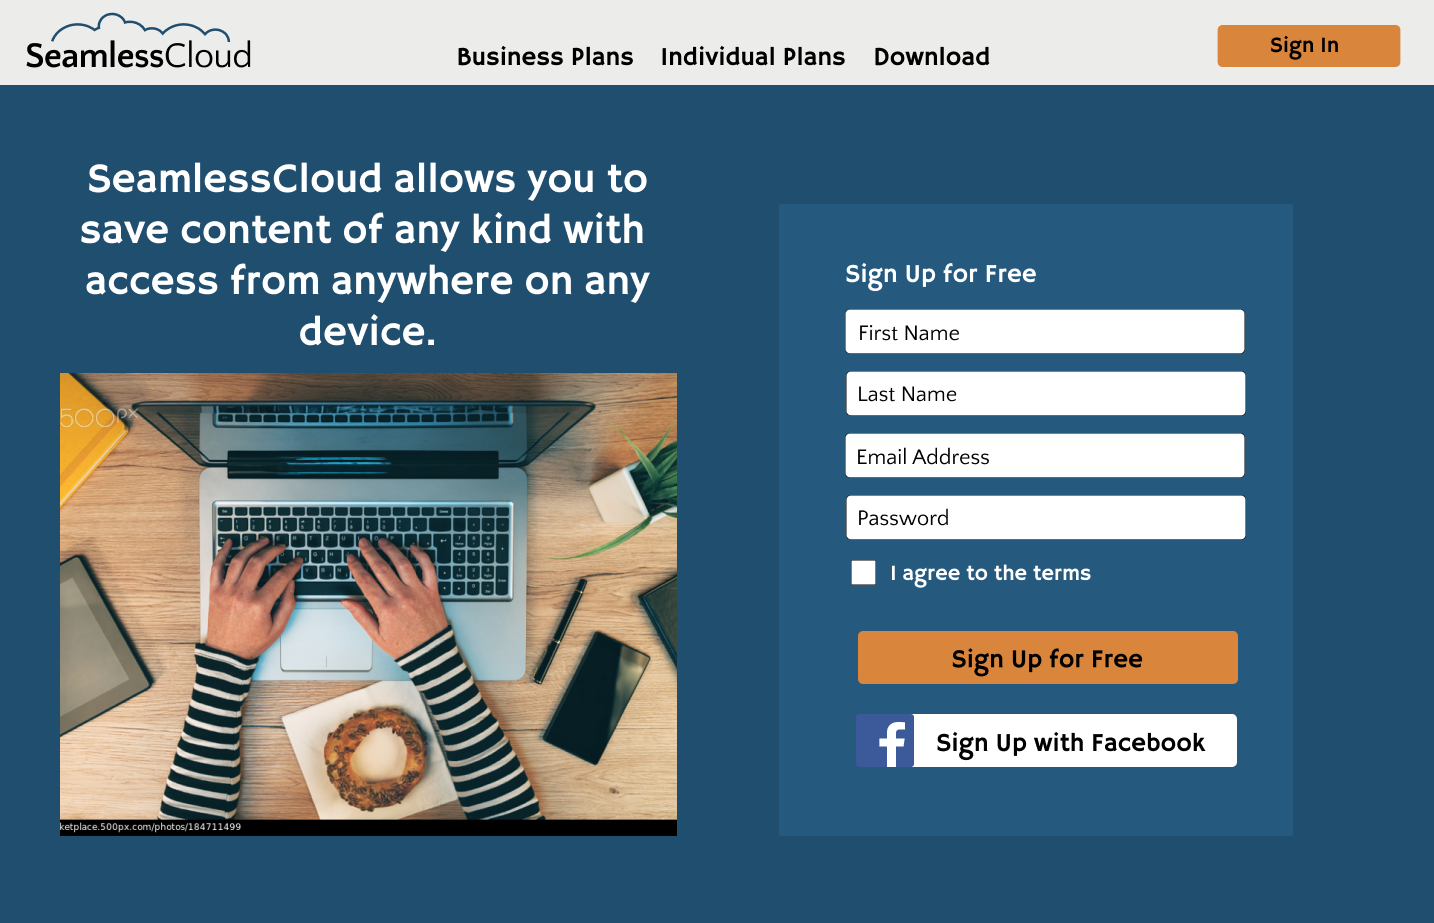 SeamlessCloud
Business Plans
Individual Plans
Download
Sign In
SeamlessCloud allows you to
save content of any kind with
access from anywhere on any
device.
500px
ketplace.500px.com/photos/184711499
Sign Up for Free
First Name
Last Name
Email Address
Password
I agree to the terms
Sign Up for Free
f
Sign Up with Facebook